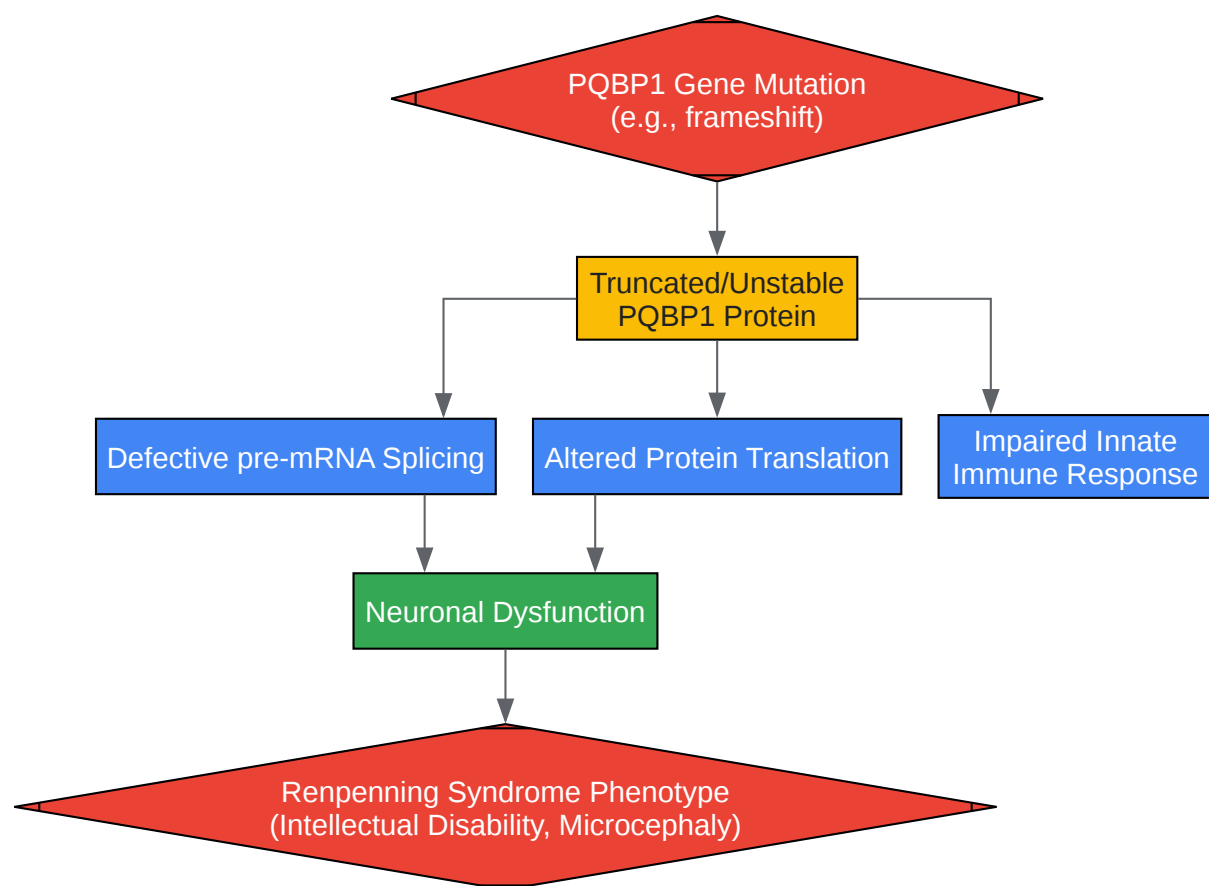 PQBP1 Gene Mutation
(e.g., frameshift)
Truncated/Unstable
PQBP1 Protein
Defective pre-mRNA Splicing
Altered Protein Translation
Impaired Innate
Immune Response
Neuronal Dysfunction
Renpenning Syndrome Phenotype
(Intellectual Disability, Microcephaly)